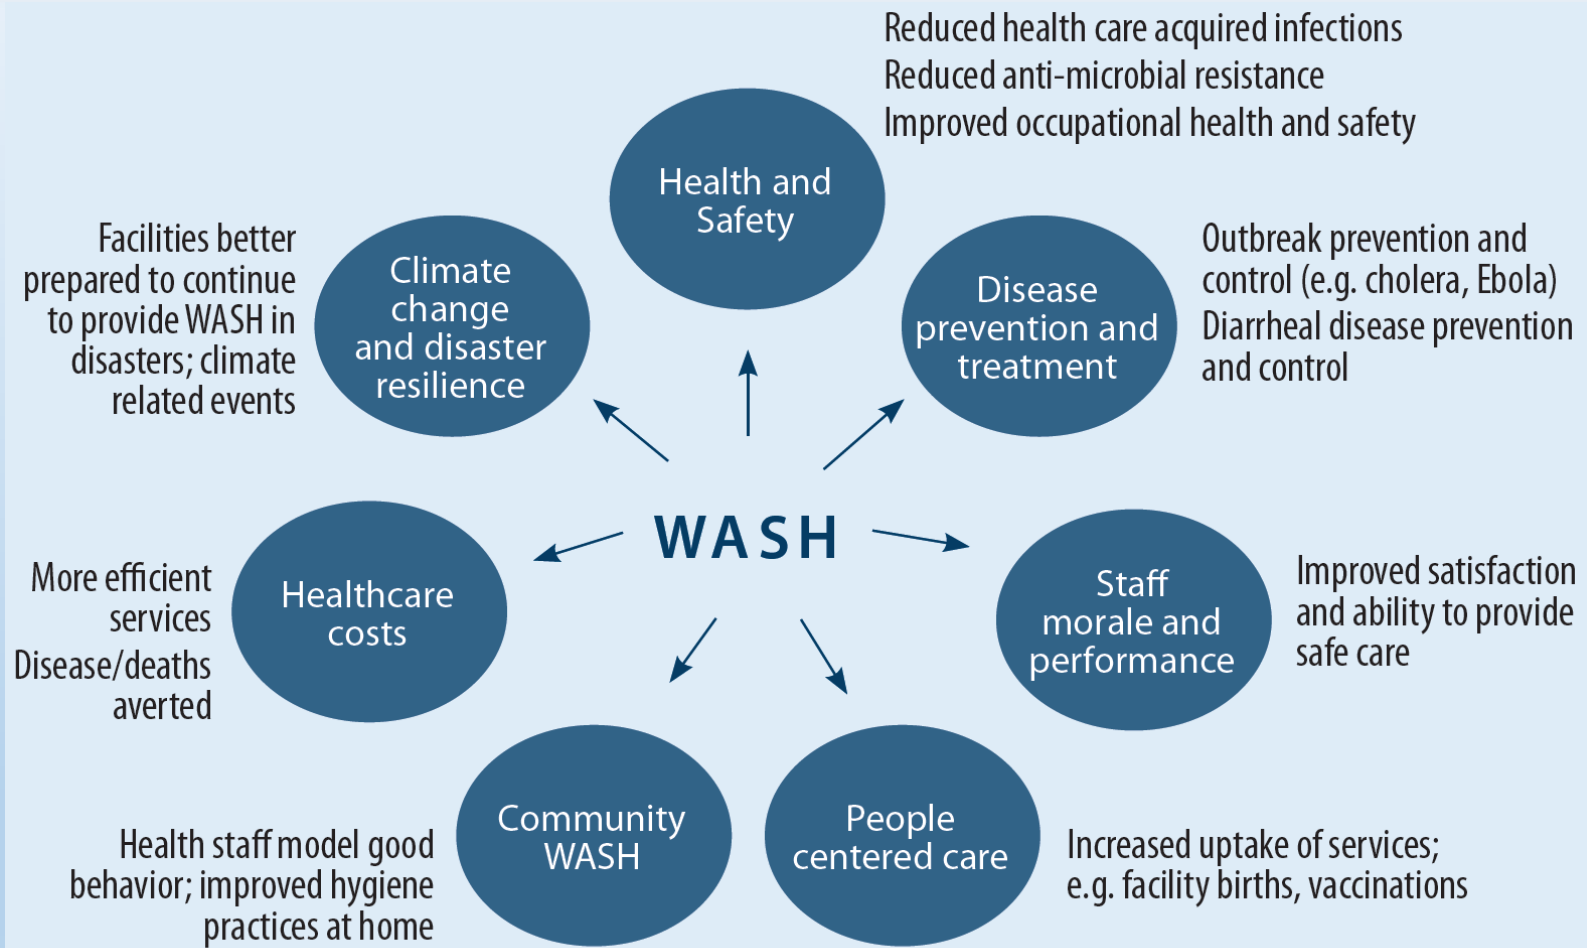 Reduced health care acquired infections
Reduced anti-microbial resistance
Improved occupational health and safety
Health and
Safety
Facilities better
prepared to continue
to provide WASH in
disasters; climate
related events
Climate
change
and disaster
resilience
Disease
prevention and
treatment
Outbreak prevention and
control (e.g. cholera, Ebola)
Diarrheal disease prevention
and control
WASH
More efficient
services
Disease/deaths
averted
Healthcare
costs
Staff
morale and
performance
Improved satisfaction
and ability to provide
safe care
Health staff model good
behavior; improved hygiene
practices at home
Community
WASH
People
centered care
Increased uptake of services;
e.g. facility births, vaccinations